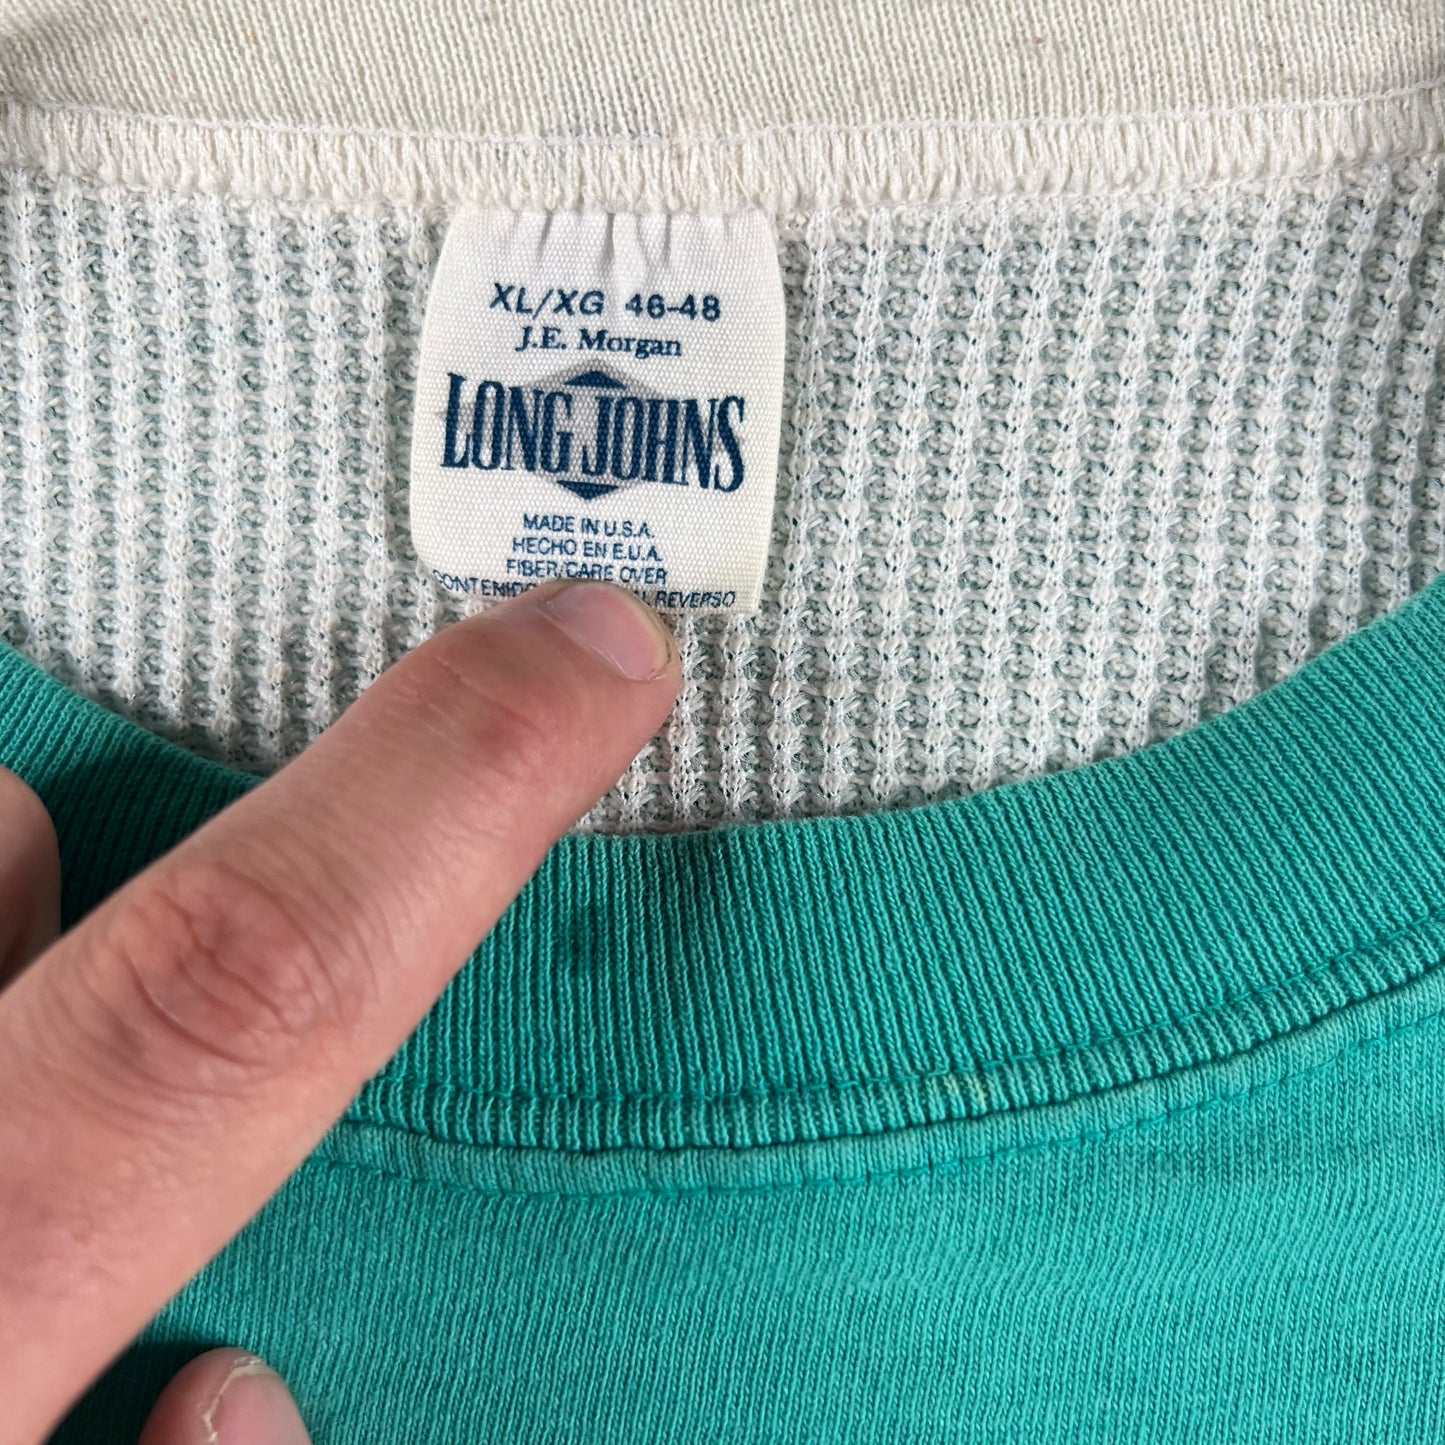 XL/XG 46-48
J.E. Morgan
LONG JOHNS
MADE IN U.S.A.
HECHO EN E.U.A.
FIBER/CARE OVER
REVERSO